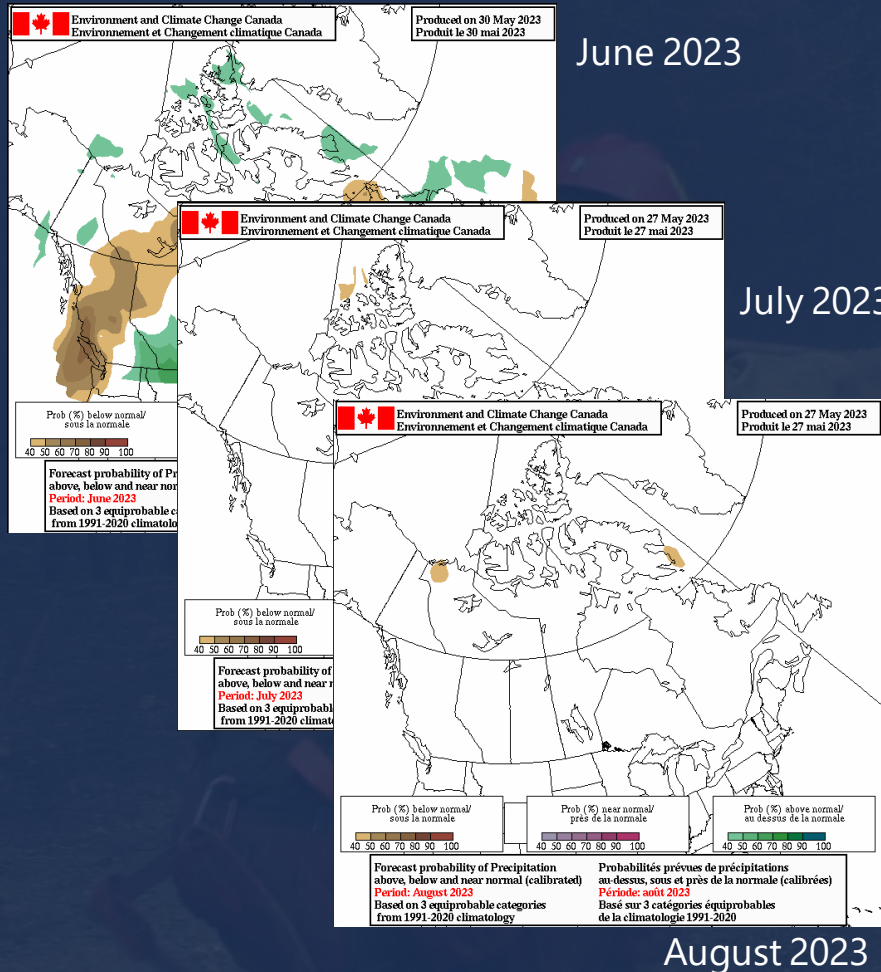 Environment and Climate Change Canada
Environnement et Changement climatique Canada
Produced on 30 May 2023
Produit le 30 mai 2023
June 2023
Prob (%) below normal/
sous la normale
40 50 60 70 80 90 100
Forecast probability of
above, below and near
Period: June 2023
Based on 3 equiprobable
from 1991-2020
Environment and Climate Change Canada
Environnement et Changement climatique Canada
Produced on 27 May 2023
Produit le 27 mai 2023
July 2023
Prob (%) below normal/
sous la normale
40 50 60 70 80 90 100
Forecast probability of
above, below and near
Period: July 2023
Based on 3
from 1991-2020
Environment and Climate Change Canada
Environnement et Changement climatique Canada
Produced on 27 May 2023
Produit le 27 mai 2023
Prob (%) below normal/
sous la normale
40 50 60 70 80 90 100
Prob (%) near normal/
près de la normale
40 50 60 70 80 90 100
Prob (%) above normal/
au dessus de la normale
40 50 60 70 80 90 100
Forecast probability of Precipitation
above, below and near normal (calibrated)
Period: August 2023
Based on 3 equiprobable categories
from 1991-2020 climatology
Probabilités prévues de précipitations
au-dessus, sous et près de la normale (calibrées)
Période: août 2023
Basé sur 3 catégories équiprobables
de la climatologie 1991-2020
August 2023